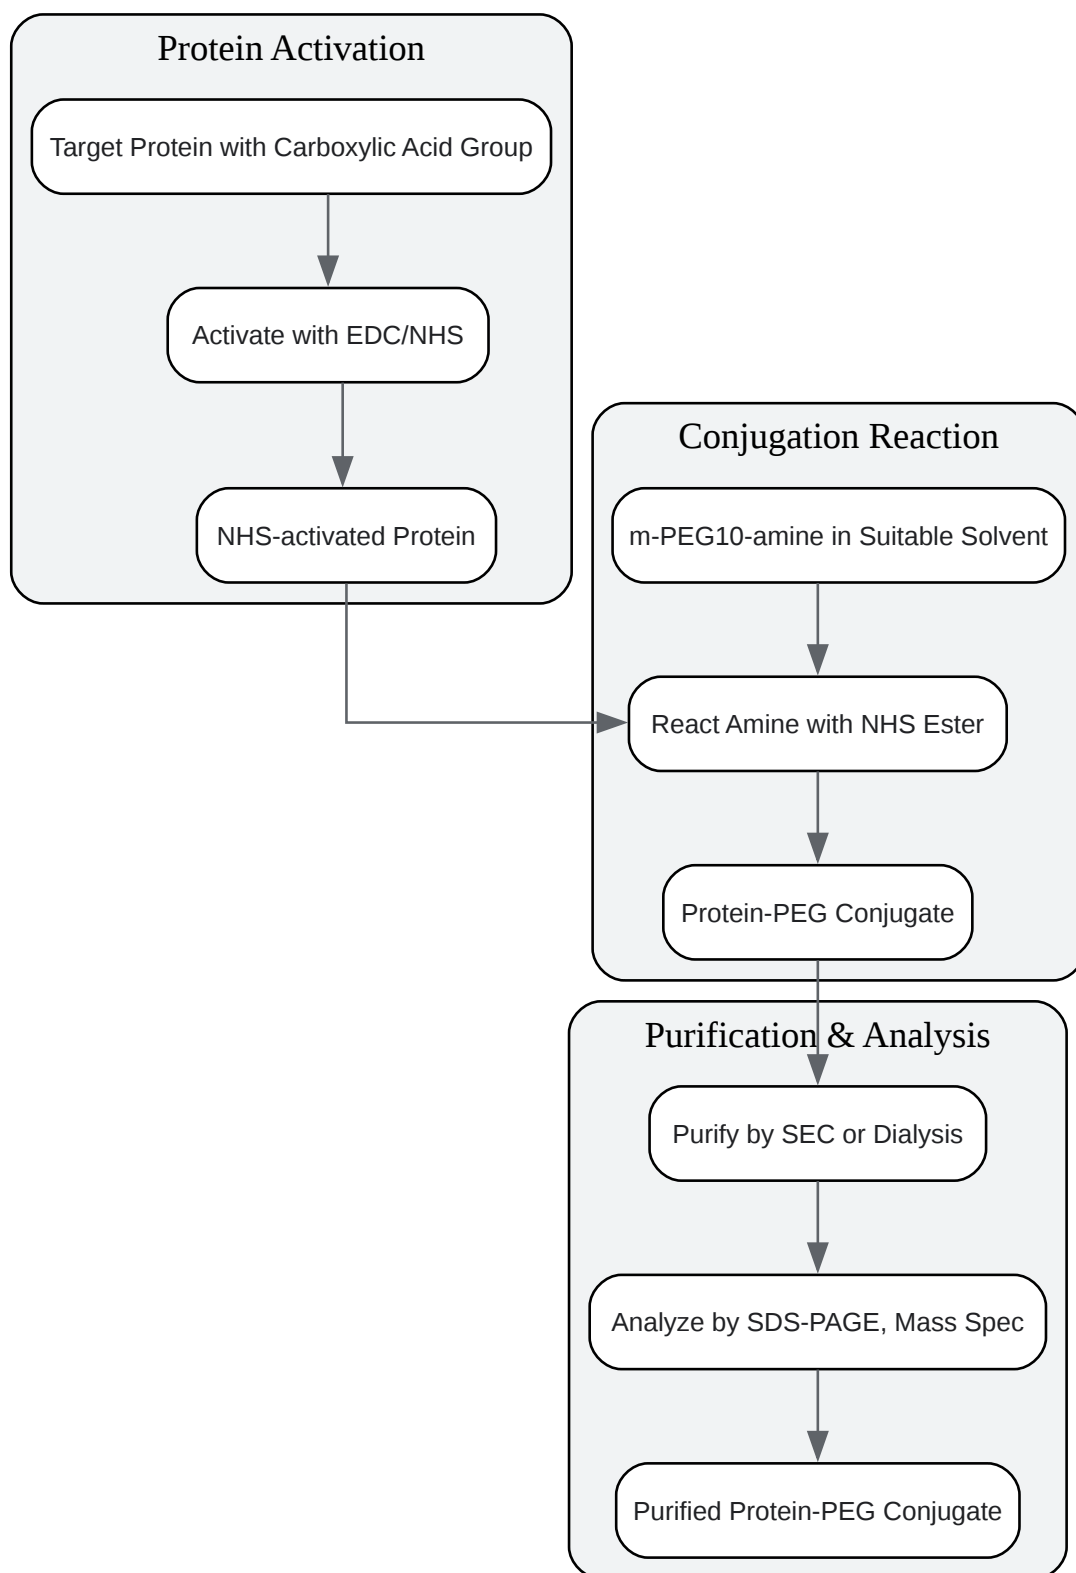 Protein Activation
Target Protein with Carboxylic Acid Group
Activate with EDC/NHS
NHS-activated Protein
Conjugation Reaction
m-PEG10-amine in Suitable Solvent
React Amine with NHS Ester
Protein-PEG Conjugate
Purification & Analysis
Purify by SEC or Dialysis
Analyze by SDS-PAGE, Mass Spec
Purified Protein-PEG Conjugate